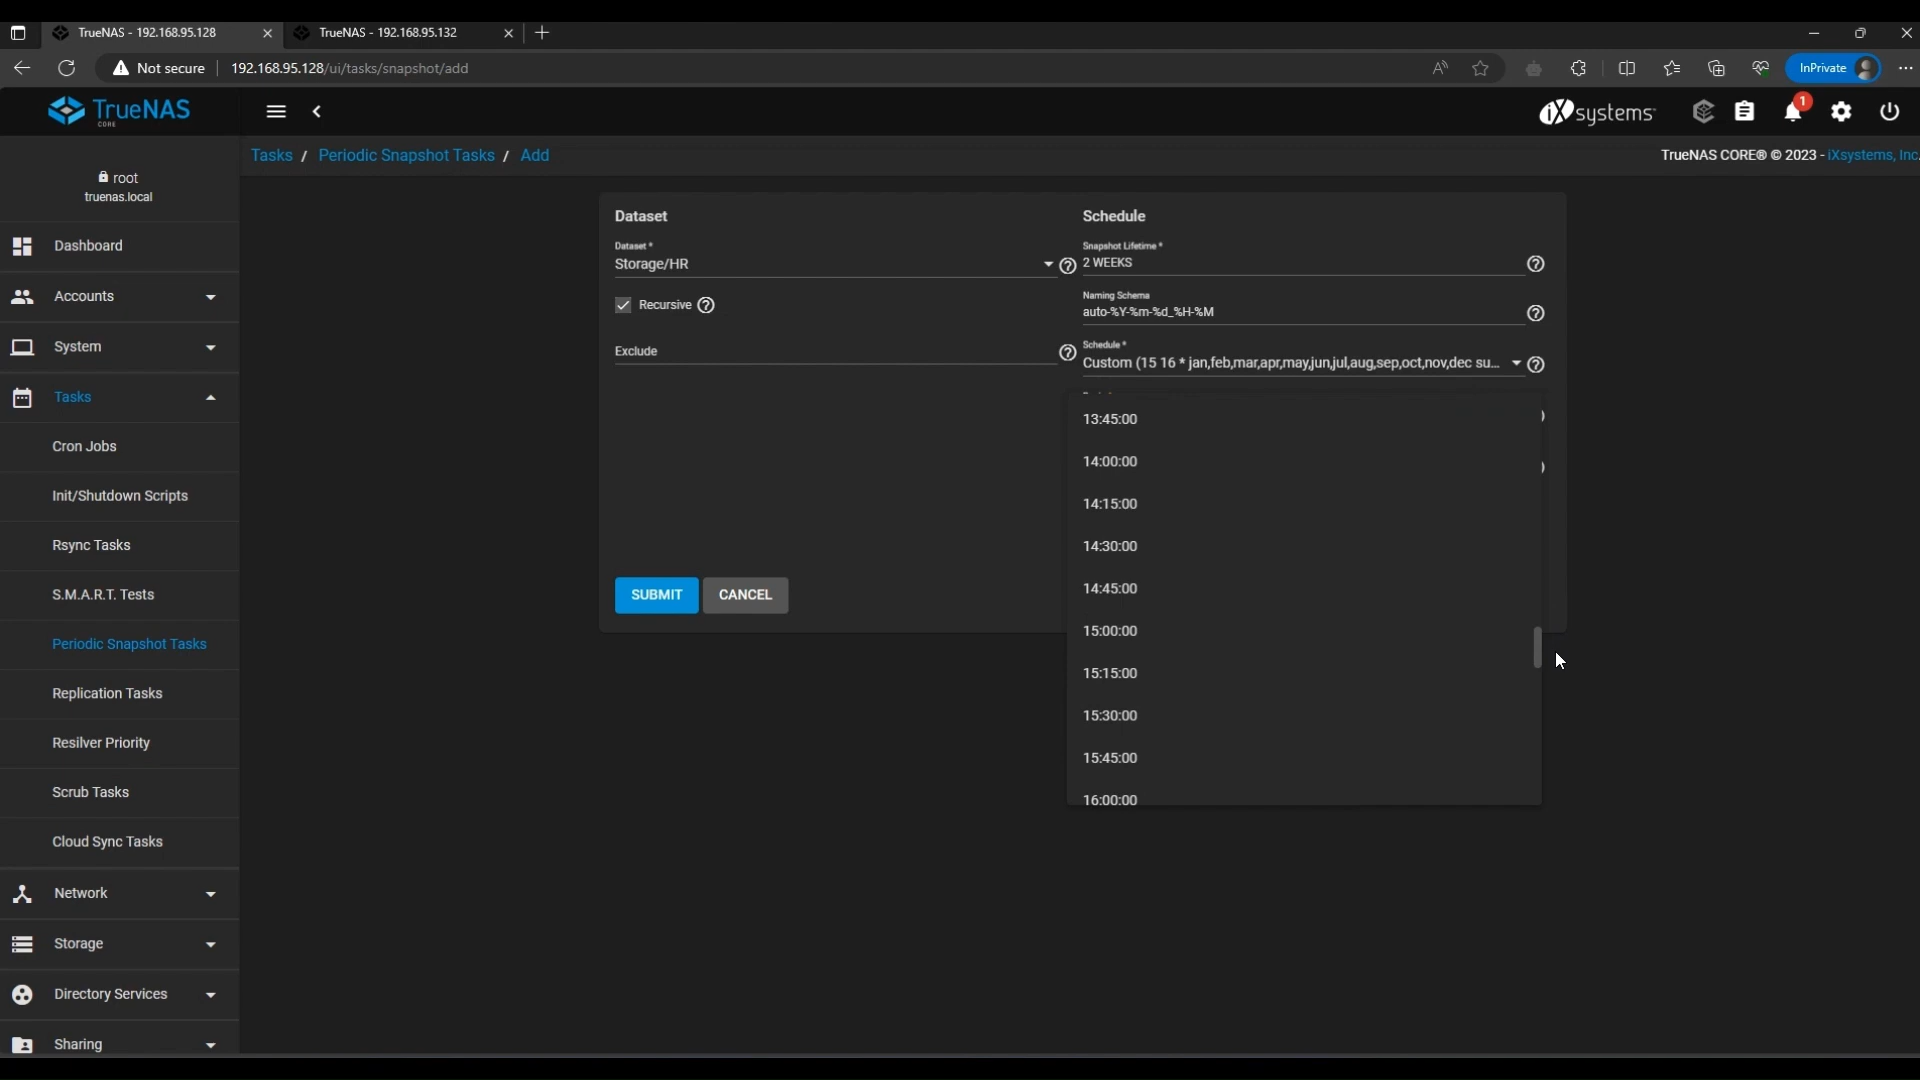 TrueNAS - 192.168.95.128
TrueNAS - 192.168.95.132
Not secure
192.168.95.128/ui/tasks/snapshot/add
InPrivate
TrueNAS
CORE
iXsystems
1
Tasks / Periodic Snapshot Tasks / Add
TrueNAS CORE® © 2023 - iXsystems, Inc.
root
truenas.local
Dashboard
Accounts
System
Tasks
Cron Jobs
Init/Shutdown Scripts
Rsync Tasks
S.M.A.R.T. Tests
Periodic Snapshot Tasks
Replication Tasks
Resilver Priority
Scrub Tasks
Cloud Sync Tasks
Network
Storage
Directory Services
Sharing
Dataset
Dataset *
Storage/HR
Recursive
Exclude
SUBMIT
CANCEL
Schedule
Snapshot Lifetime *
2 WEEKS
Naming Schema
auto-%Y-%m-%d_%H-%M
Schedule *
Custom (15 16 * jan,feb,mar,apr,may,jun,jul,aug,sep,oct,nov,dec su...
13:45:00
14:00:00
14:15:00
14:30:00
14:45:00
15:00:00
15:15:00
15:30:00
15:45:00
16:00:00